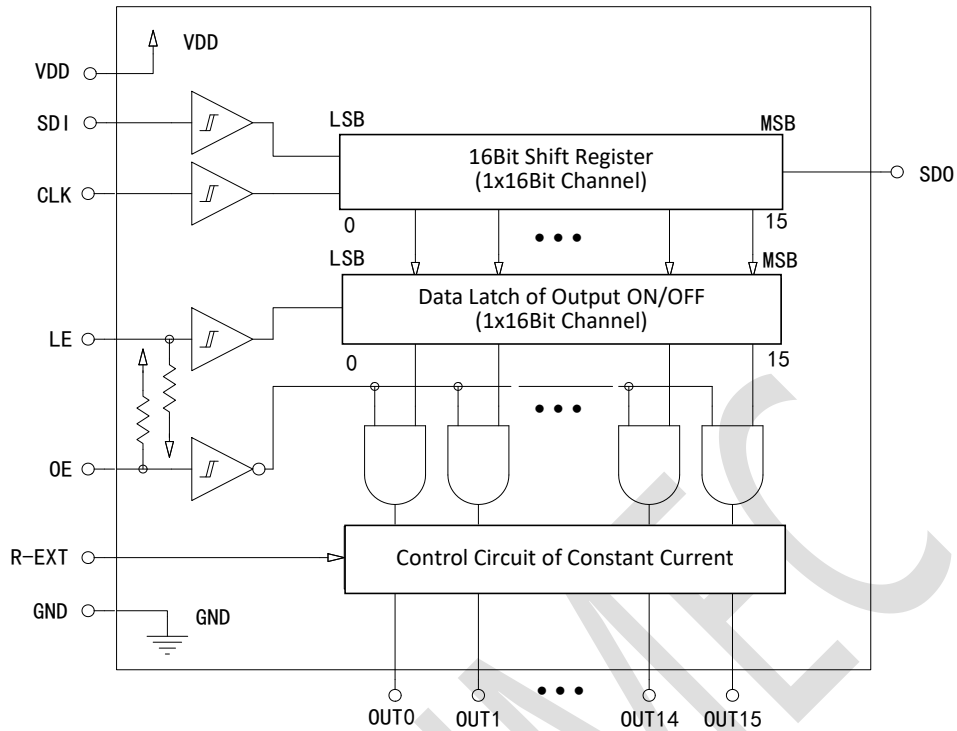 VDD
VDD
SDI
LSB
MSB
16Bit Shift Register
(1x16Bit Channel)
SDO
CLK
0
•••
15
LSB
MSB
Data Latch of Output ON/OFF
(1x16Bit Channel)
LE
0
15
•••
OE
R-EXT
Control Circuit of Constant Current
GND
GND
•••
OUT0
OUT1
OUT14
OUT15